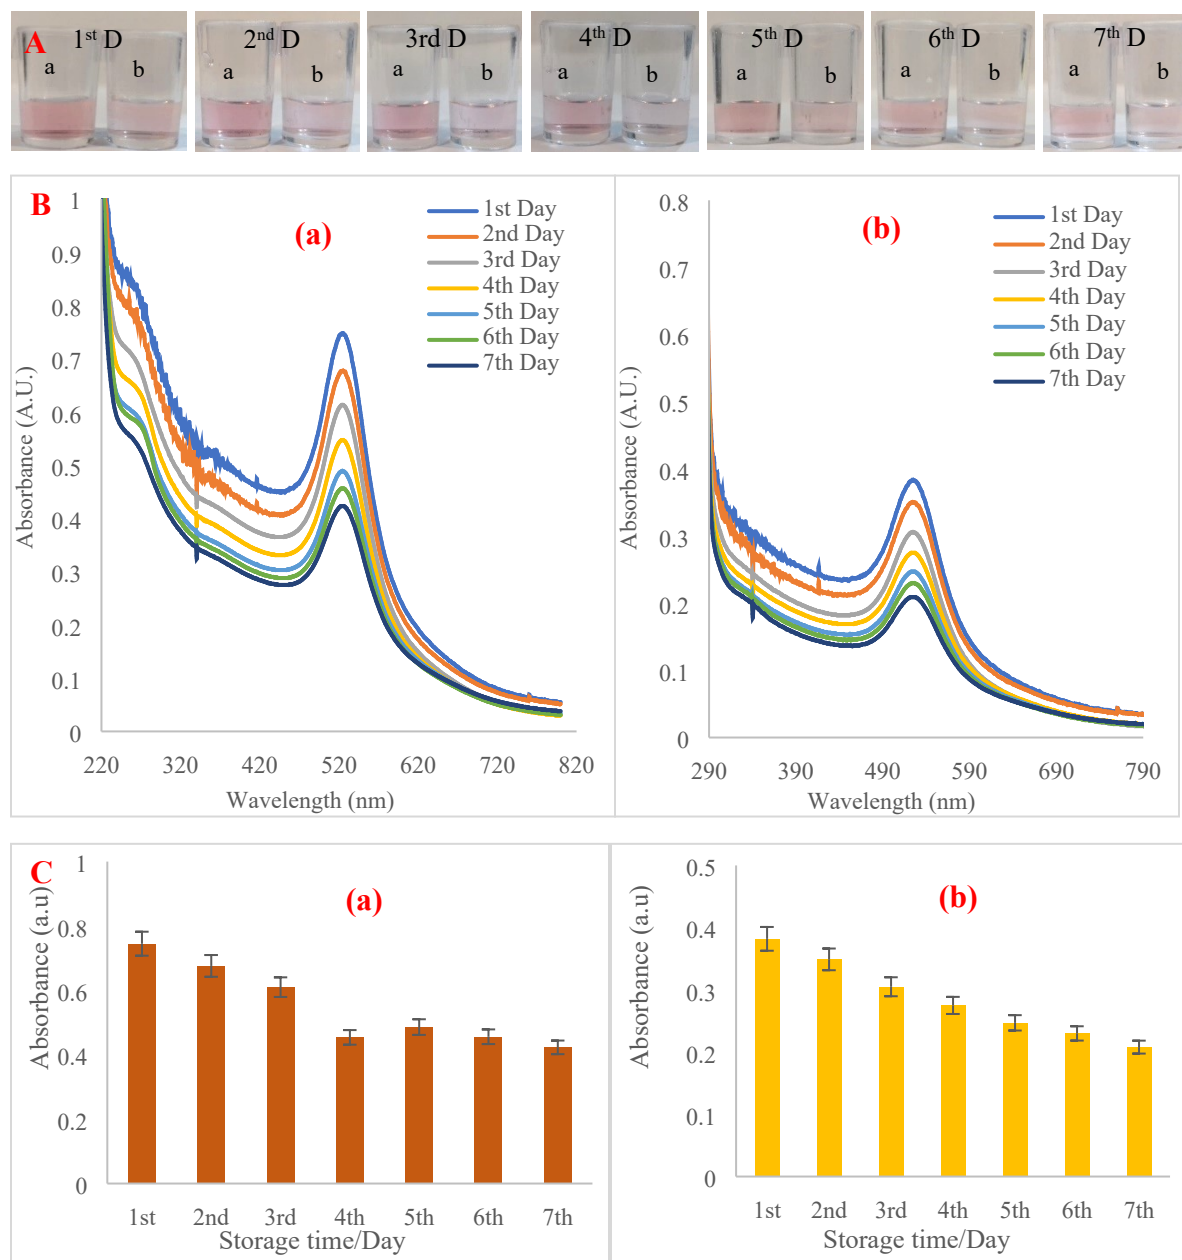 A
1st D
2nd D
3rd D
4th D
5th D
6th D
7th D
a
b
a
b
a
b
a
b
a
b
a
b
a
b
B
(a)
1st Day
2nd Day
3rd Day
4th Day
5th Day
6th Day
7th Day
1
0.9
0.8
0.7
0.6
0.5
0.4
0.3
0.2
0.1
0
Absorbance (A.U.)
220 320 420 520 620 720 820
Wavelength (nm)
(b)
1st Day
2nd Day
3rd Day
4th Day
5th Day
6th Day
7th Day
0.8
0.7
0.6
0.5
0.4
0.3
0.2
0.1
0
Absorbance (A.U.)
290 390 490 590 690 790
Wavelength (nm)
C
(a)
1
0.8
0.6
0.4
0.2
0
Absorbance (a.u)
1st 2nd 3rd 4th 5th 6th 7th
Storage time/Day
(b)
0.5
0.4
0.3
0.2
0.1
0
Absorbance (a.u)
1st 2nd 3rd 4th 5th 6th 7th
Storage time/Day